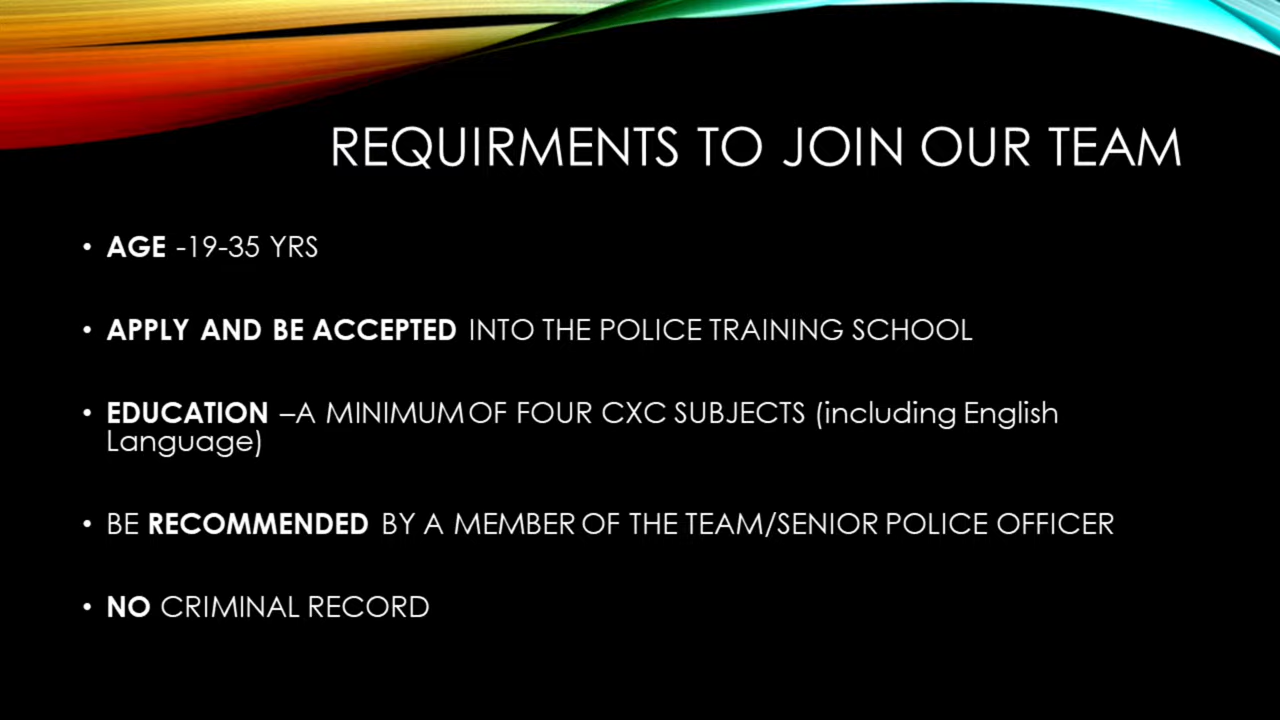 REQUIRMENTS TO JOIN OUR TEAM
• AGE -19-35 YRS
• APPLY AND BE ACCEPTED INTO THE POLICE TRAINING SCHOOL
• EDUCATION –A MINIMUM OF FOUR CXC SUBJECTS (including English
Language)
• BE RECOMMENDED BY A MEMBER OF THE TEAM/SENIOR POLICE OFFICER
• NO CRIMINAL RECORD